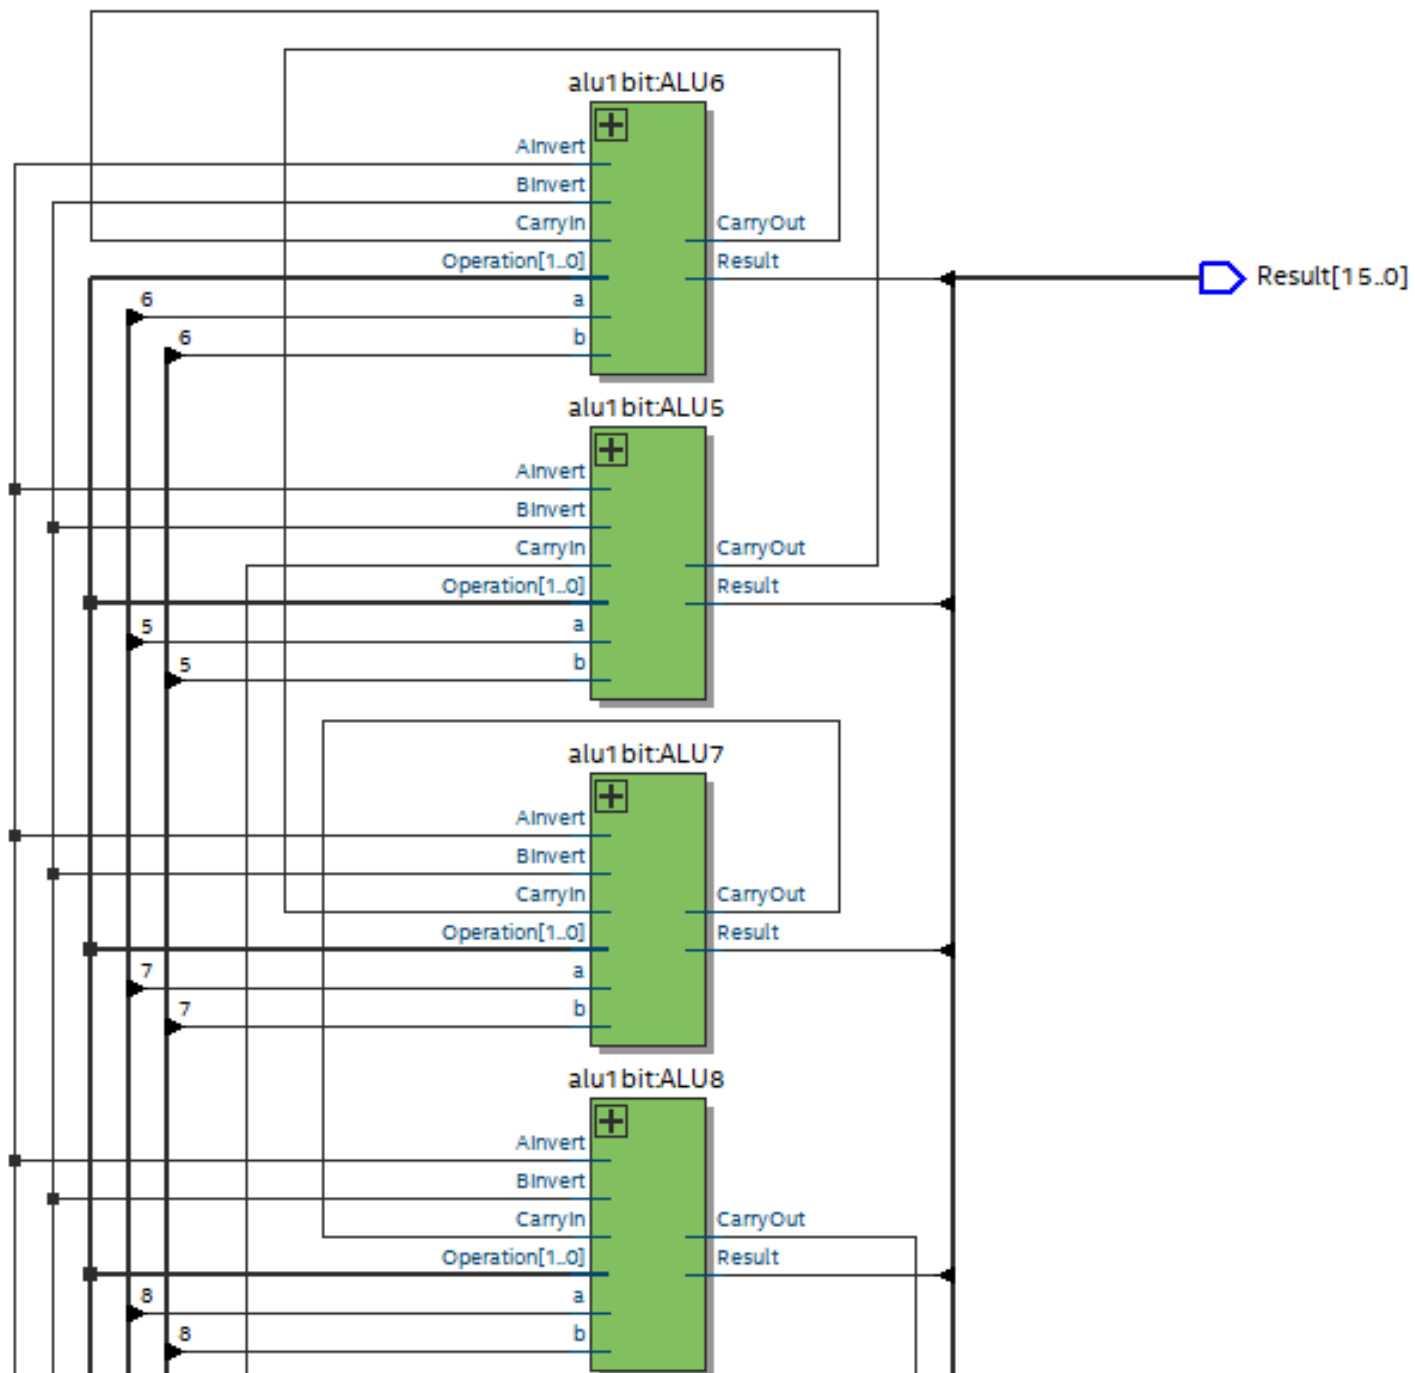 alu1bit:ALU6
AInvert
BInvert
CarryIn
CarryOut
Operation[1..0]
Result
Result[15..0]
a
6
b
6
alu1bit:ALU5
AInvert
BInvert
CarryIn
CarryOut
Operation[1..0]
Result
a
5
b
5
alu1bit:ALU7
AInvert
BInvert
CarryIn
CarryOut
Operation[1..0]
Result
a
7
b
7
alu1bit:ALU8
AInvert
BInvert
CarryIn
CarryOut
Operation[1..0]
Result
a
8
b
8